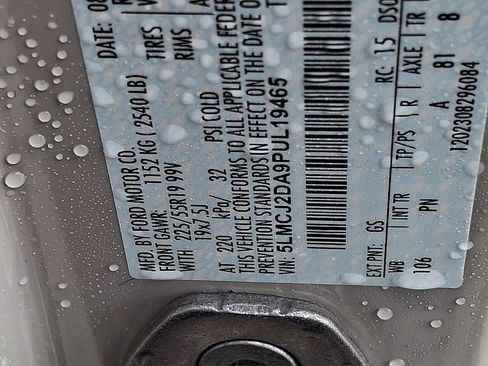 MFD. BY FORD MOTOR CO.
DATE: 08
FRONT GAWR:
1152 KG ( 2540 LB)
WITH
225/55R19 99V
TIRES
19x7.5J
RIMS
AT 220 kPa/ 32 PSI COLD
THIS VEHICLE CONFORMS TO ALL APPLICABLE FEDER
PREVENTION STANDARDS IN EFFECT ON THE DATE O
VIN: 5LMCJ2DA9PUL19465
EXT PNT: GS
RC: 15 DSO
WB
INT TR
TP/PS
R
AXLE
TR
106
PN
A
81
8
1202308296084